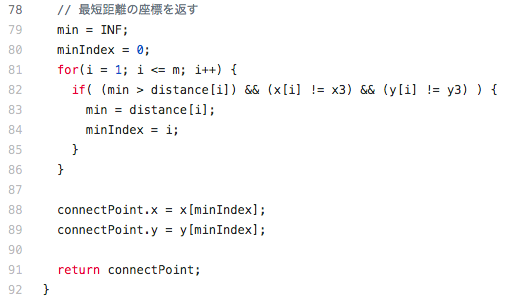 78 // 最短距離の座標を返す
79 min = INF;
80 minIndex = 0;
81 for(i = 1; i <= m; i++) {
82 if( (min > distance[i]) && (x[i] != x3) && (y[i] != y3) ) {
83 min = distance[i];
84 minIndex = i;
85 }
86 }
87
88 connectPoint.x = x[minIndex];
89 connectPoint.y = y[minIndex];
90
91 return connectPoint;
92 }